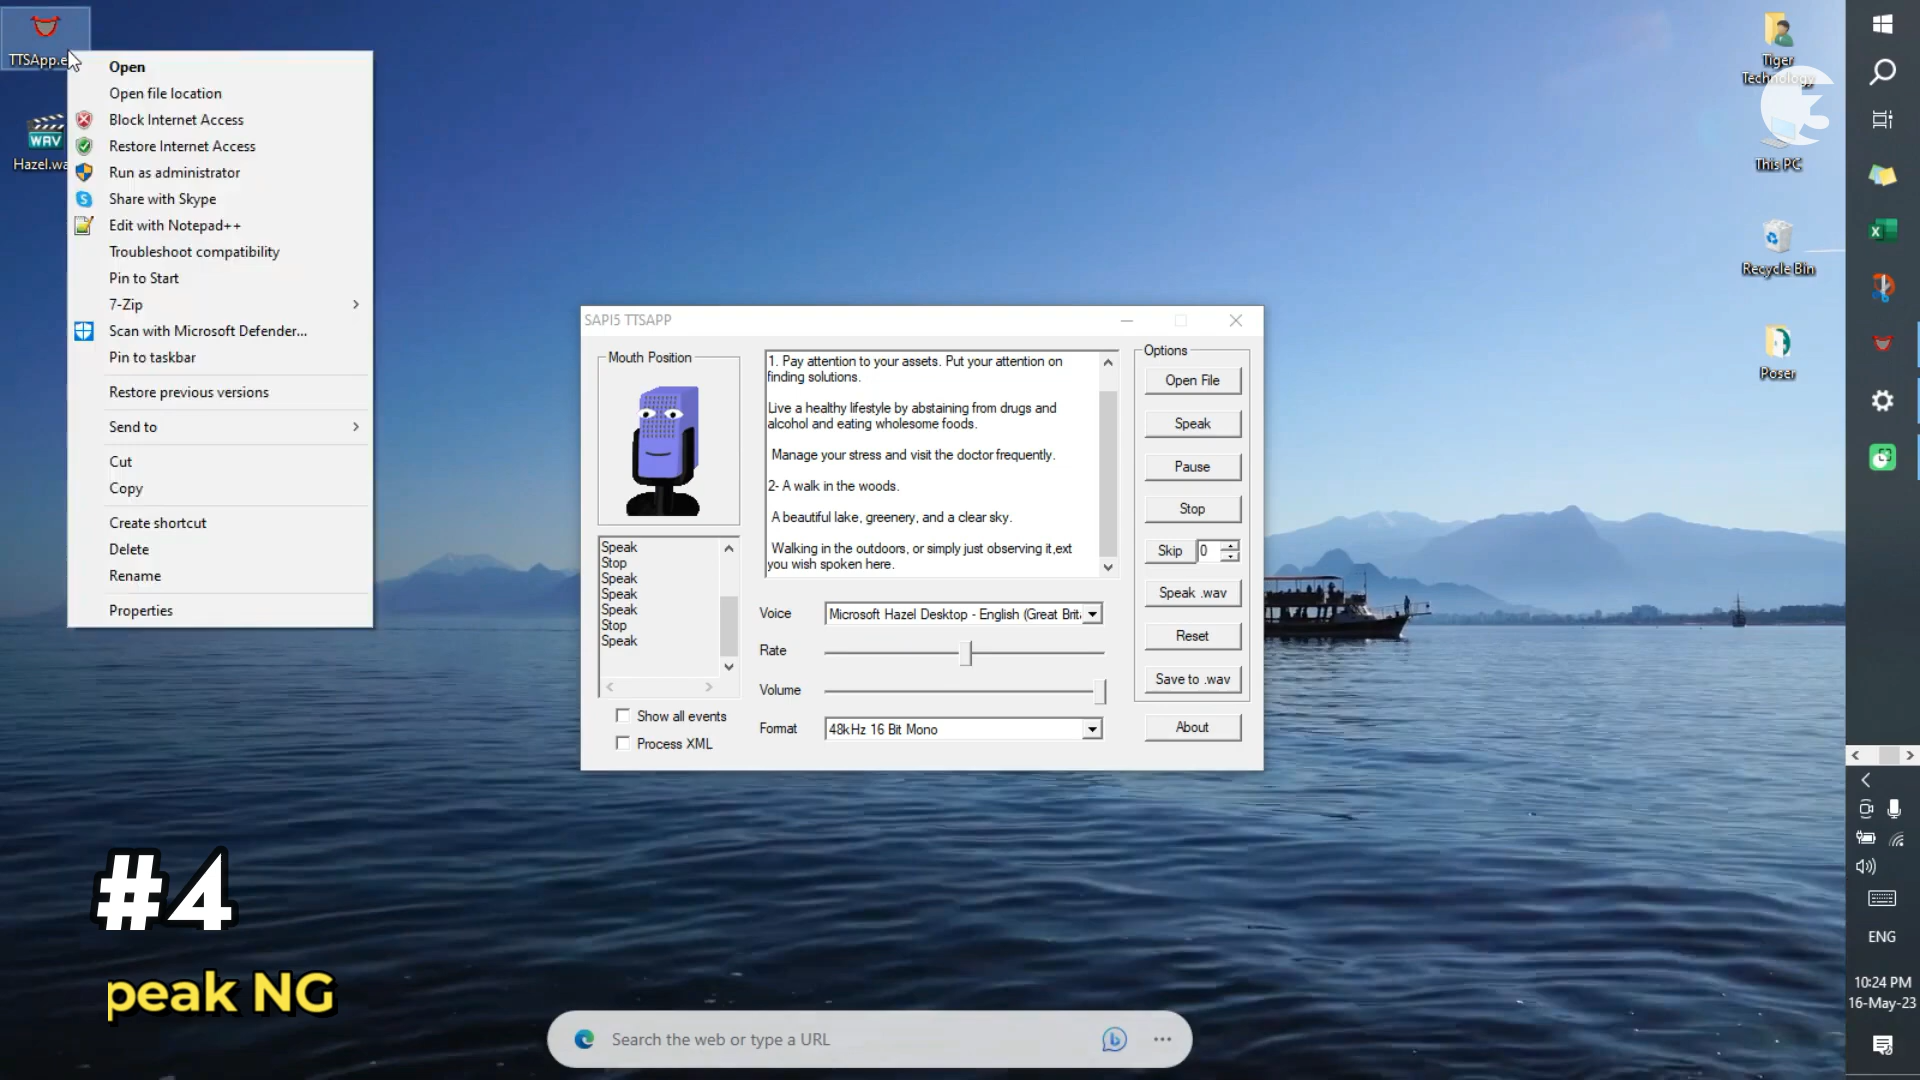 TTSApp.e
Hazel.wa
Open
Open file location
Block Internet Access
Restore Internet Access
Run as administrator
Share with Skype
Edit with Notepad++
Troubleshoot compatibility
Pin to Start
7-Zip
Scan with Microsoft Defender...
Pin to taskbar
Restore previous versions
Send to
Cut
Copy
Create shortcut
Delete
Rename
Properties
SAPI5 TTSAPP
Mouth Position
Speak
Stop
Speak
Speak
Speak
Stop
Speak
Show all events
Process XML
1. Pay attention to your assets. Put your attention on
finding solutions.
Live a healthy lifestyle by abstaining from drugs and
alcohol and eating wholesome foods.
Manage your stress and visit the doctor frequently.
2- A walk in the woods.
A beautiful lake, greenery, and a clear sky.
Walking in the outdoors, or simply just observing it,ext
you wish spoken here.
Voice
Microsoft Hazel Desktop - English (Great Brit
Rate
Volume
Format
48kHz 16 Bit Mono
Options
Open File
Speak
Pause
Stop
Skip 0
Speak .wav
Reset
Save to .wav
About
Tiger
Technology
This PC
Recycle Bin
Poser
WAV
#4
peak NG
Search the web or type a URL
ENG
10:24 PM
16-May-23